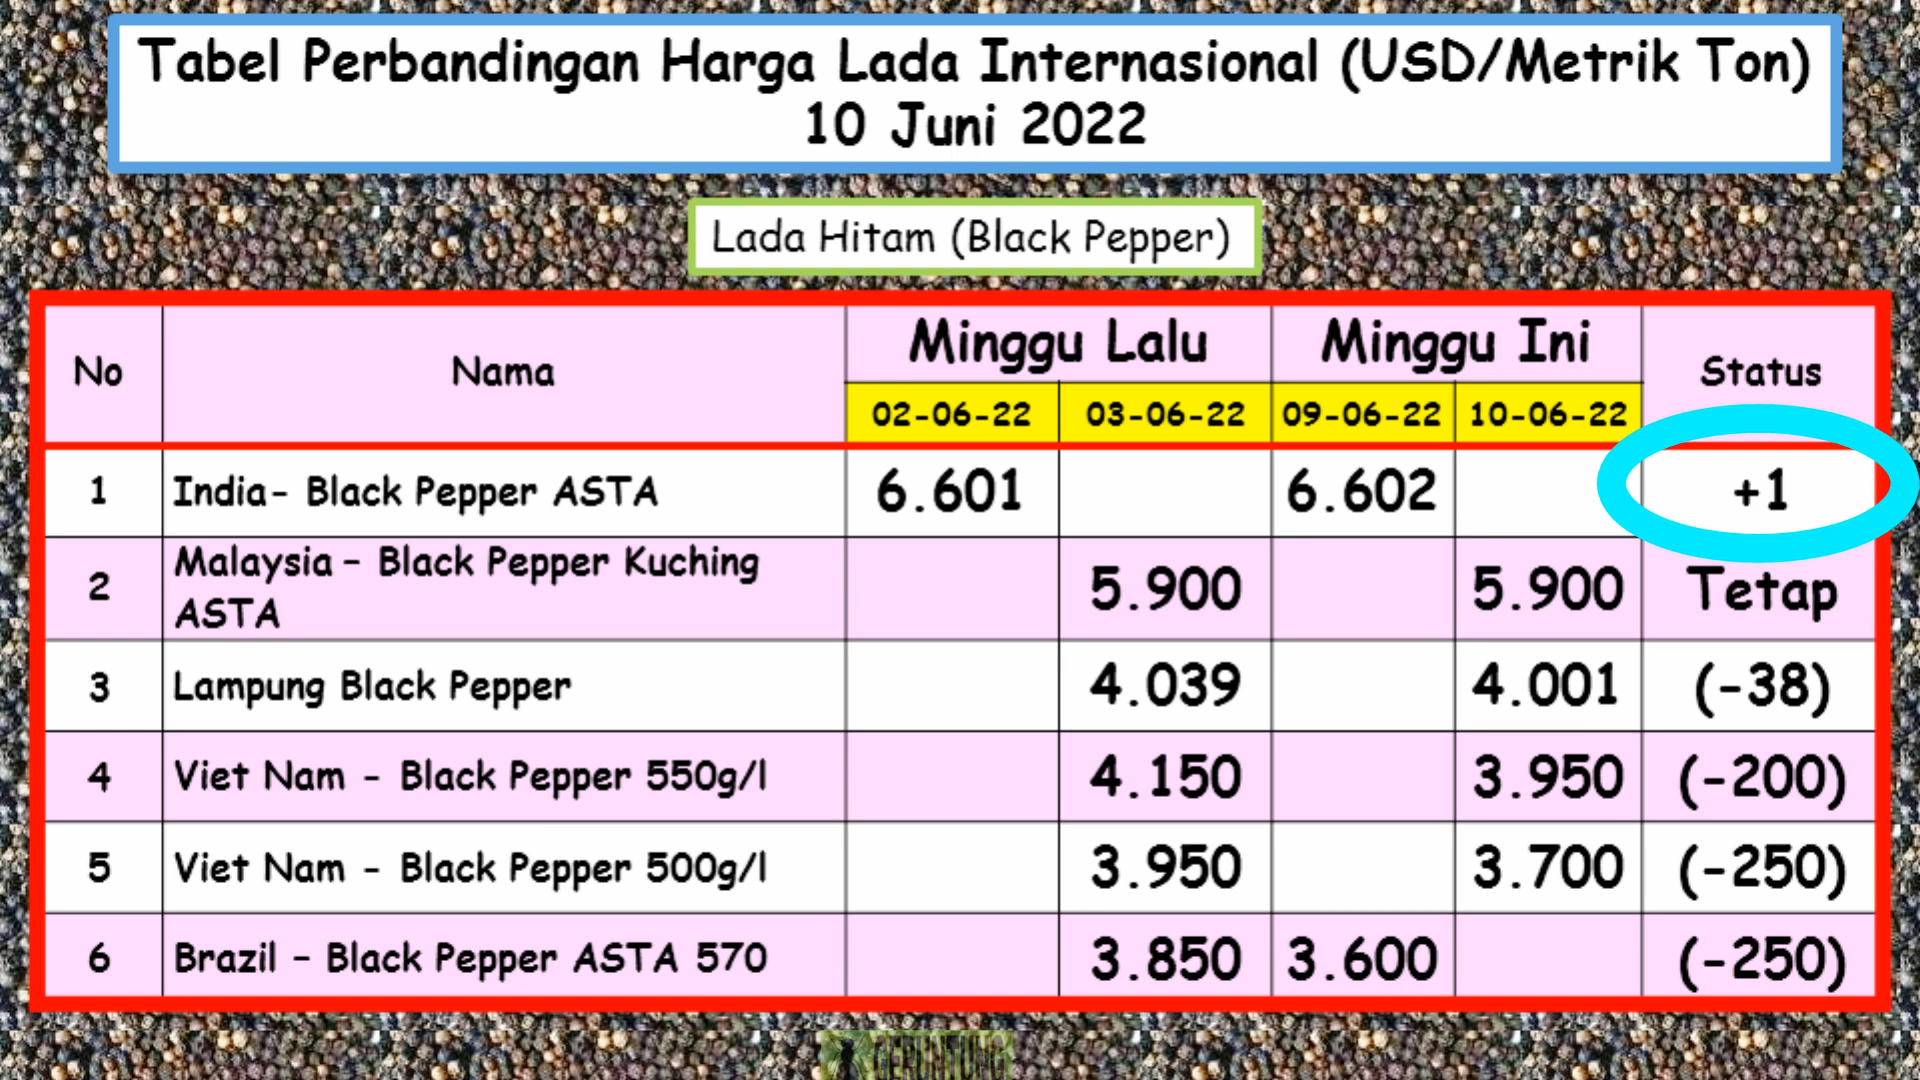 Tabel Perbandingan Harga Lada Internasional (USD/Metrik Ton)
10 Juni 2022
Lada Hitam (Black Pepper)
No Nama Minggu Lalu Minggu Ini Status
02-06-22 03-06-22 09-06-22 10-06-22
1 India- Black Pepper ASTA 6.601 6.602 +1
2 Malaysia - Black Pepper Kuching
ASTA 5.900 5.900 Tetap
3 Lampung Black Pepper 4.039 4.001 (-38)
4 Viet Nam - Black Pepper 550g/l 4.150 3.950 (-200)
5 Viet Nam - Black Pepper 500g/l 3.950 3.700 (-250)
6 Brazil - Black Pepper ASTA 570 3.850 3.600 (-250)